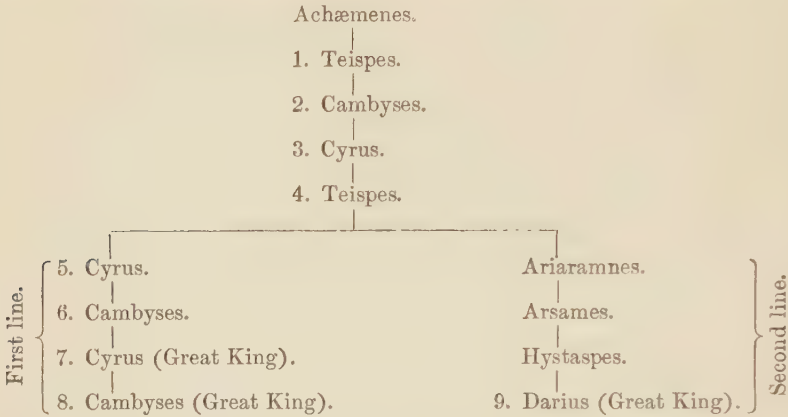 Achæmenes.
1. Teispes.
2. Cambyses.
3. Cyrus.
4. Teispes.
First line.
5. Cyrus.
6. Cambyses.
7. Cyrus (Great King).
8. Cambyses (Great King).
Ariaramnes.
Arsames.
Hystaspes.
9. Darius (Great King).
Second line.